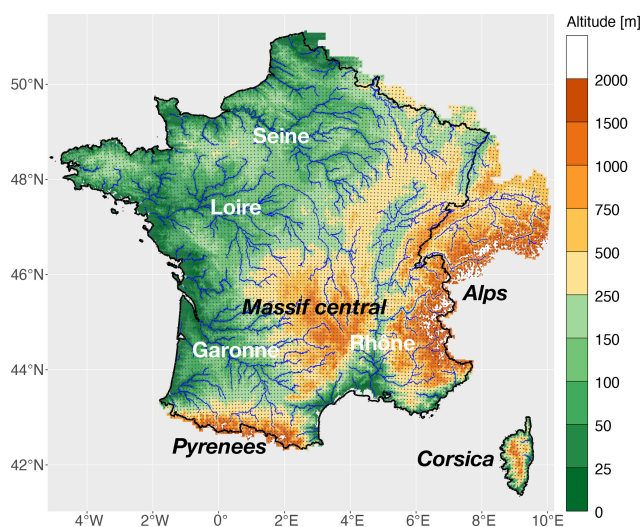 Altitude [m]
50°N
48°N
46°N
44°N
42°N
Seine
Loire
Massif central
Alps
Garonne
Rhône
Pyrenees
Corsica
4°W
2°W
0°
2°E
4°E
6°E
8°E
10°E
2000
1500
1000
750
500
250
150
100
50
25
0